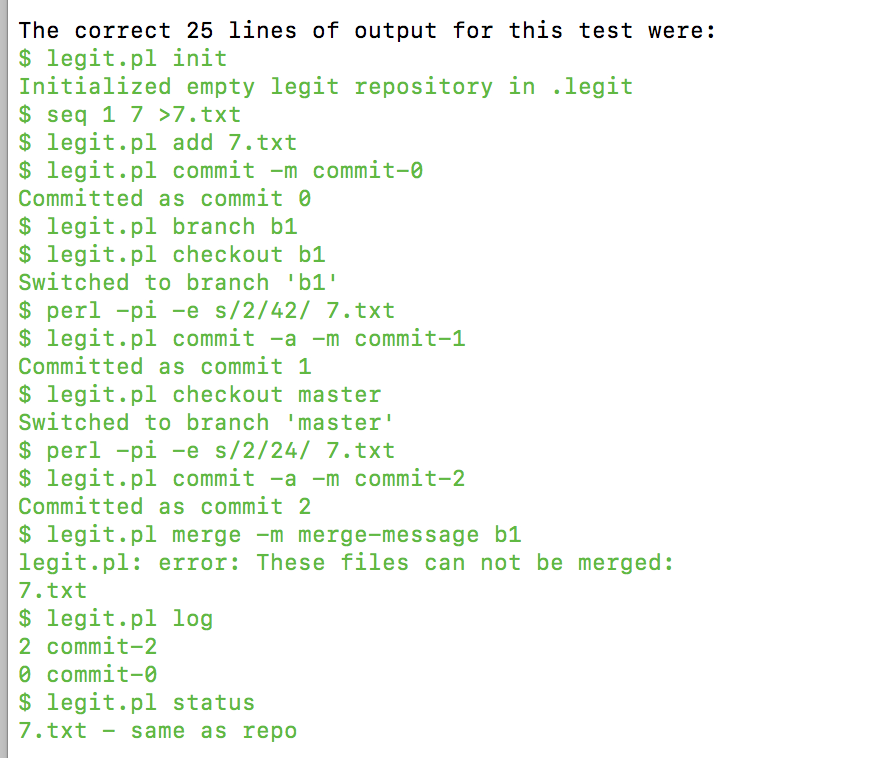 The correct 25 lines of output for this test were:
$ legit.pl init
Initialized empty legit repository in .legit
$ seq 1 7 >7.txt
$ legit.pl add 7.txt
$ legit.pl commit -m commit-0
Committed as commit 0
$ legit.pl branch b1
$ legit.pl checkout b1
Switched to branch 'b1'
$ perl -pi -e s/2/42/ 7.txt
$ legit.pl commit -a -m commit-1
Committed as commit 1
$ legit.pl checkout master
Switched to branch 'master'
$ perl -pi -e s/2/24/ 7.txt
$ legit.pl commit -a -m commit-2
Committed as commit 2
$ legit.pl merge -m merge-message b1
legit.pl: error: These files can not be merged:
7.txt
$ legit.pl log
2 commit-2
0 commit-0
$ legit.pl status
7.txt - same as repo